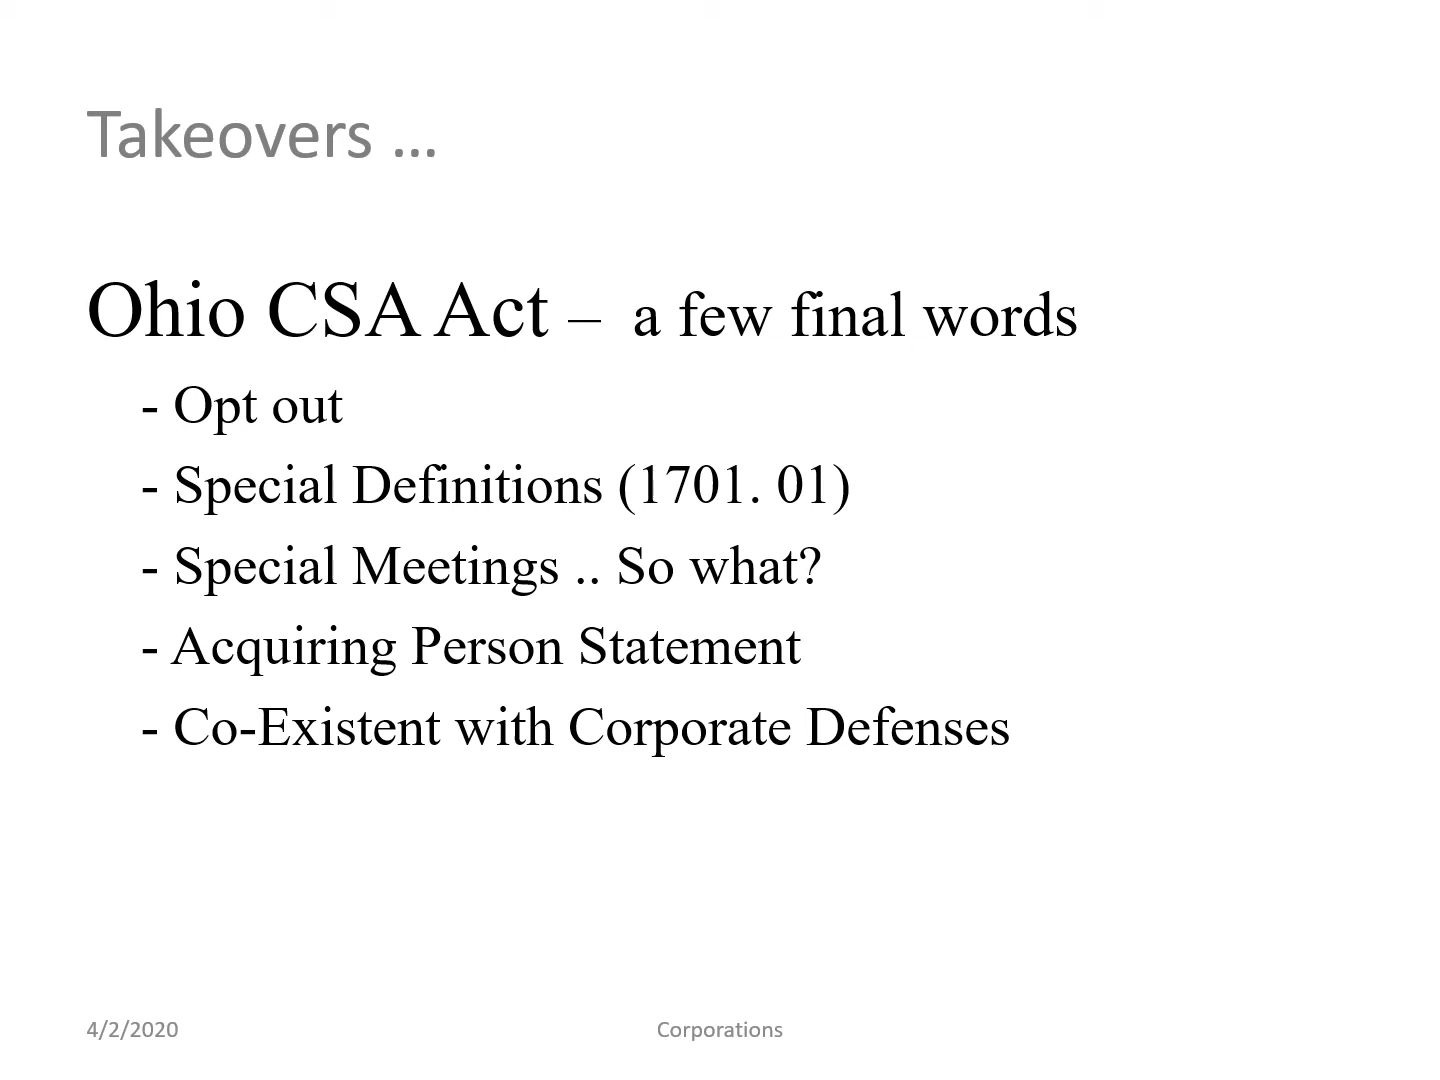 Takeovers ...
Ohio CSA Act – a few final words
- Opt out
- Special Definitions (1701. 01)
- Special Meetings .. So what?
- Acquiring Person Statement
- Co-Existent with Corporate Defenses
4/2/2020
Corporations